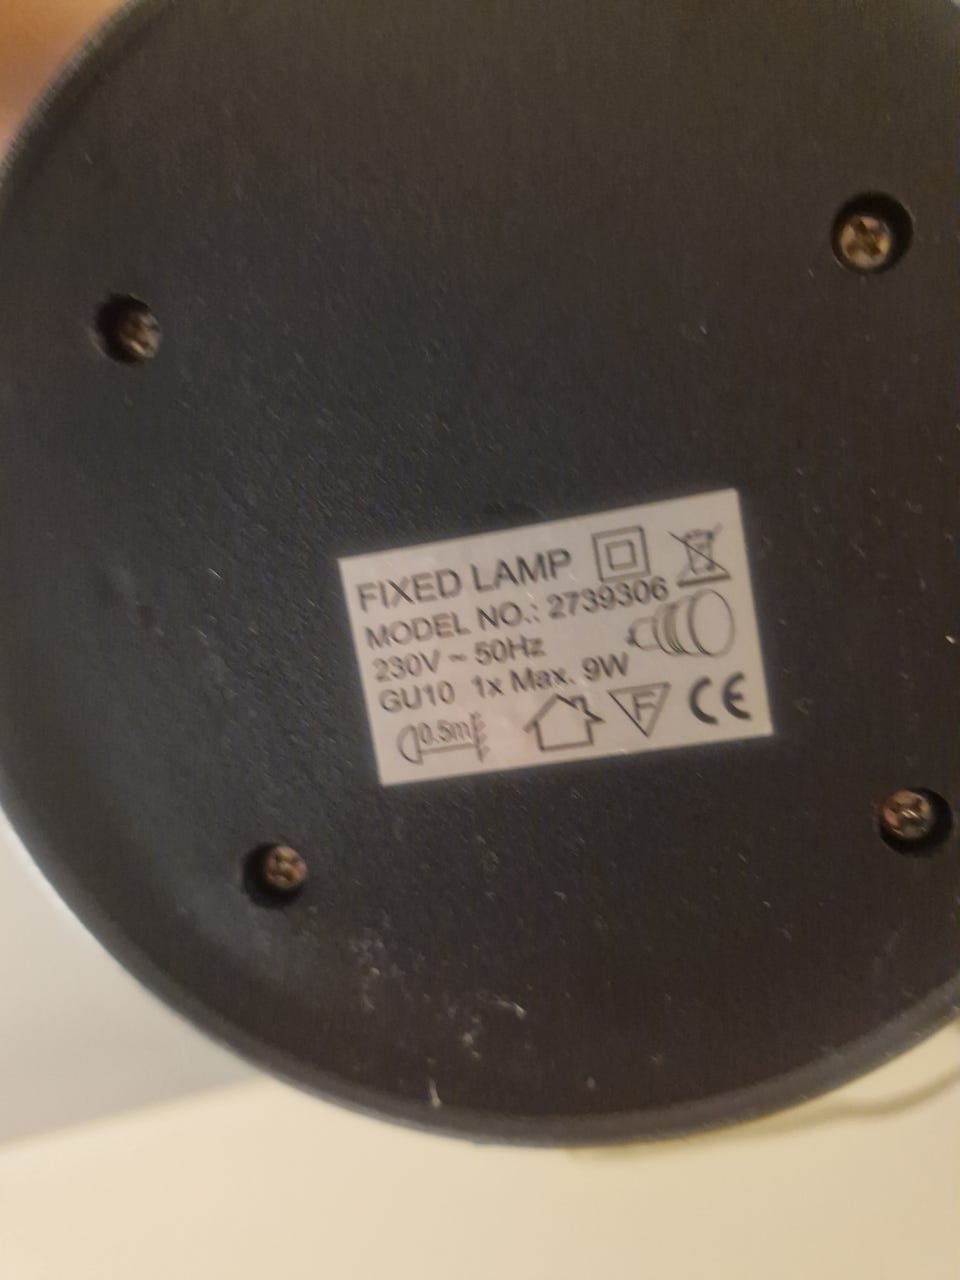 FIXED LAMP
MODEL NO.: 2739306
230V ~ 50Hz
GU10 1x Max. 9W
0.5m F CE